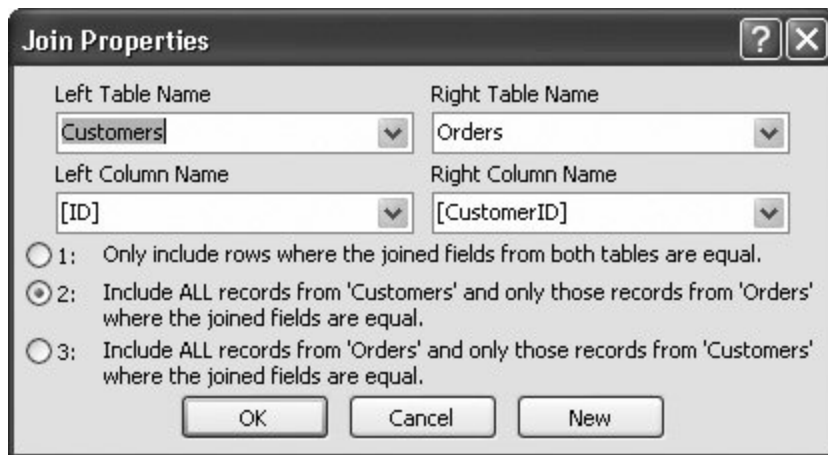 Join Properties
Left Table Name
Right Table Name
Customers
Orders
Left Column Name
Right Column Name
[ID]
[CustomerID]
1: Only include rows where the joined fields from both tables are equal.
2: Include ALL records from 'Customers' and only those records from 'Orders'
where the joined fields are equal.
3: Include ALL records from 'Orders' and only those records from 'Customers'
where the joined fields are equal.
OK
Cancel
New